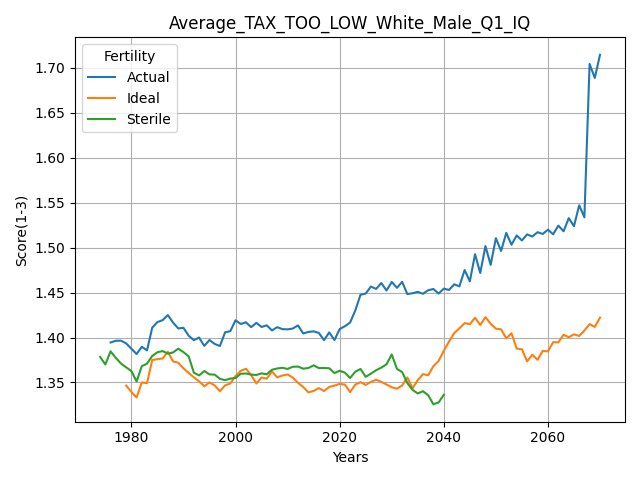 Average_TAX_TOO_LOW_White_Male_Q1_IQ
Fertility
Actual
Ideal
Sterile
Score(1-3)
1.70
1.65
1.60
1.55
1.50
1.45
1.40
1.35
1980
2000
2020
2040
2060
Years